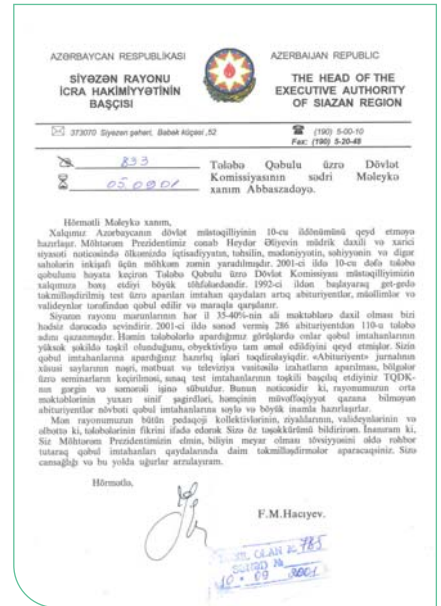 AZƏRBAYCAN RESPUBLİKASI
SİYƏZƏN RAYONU
İCRA HAKİMİYYƏTİNİN
BAŞÇISI
AZERBAIJAN REPUBLIC
THE HEAD OF THE
EXECUTIVE AUTHORITY
OF SIAZAN REGION
373070 Siyəzən şəhəri, Babək küçəsi ,52
(190) 5-00-10
Fax: (190) 5-20-48
833
05.09.01
Tələbə Qəbulu üzrə Dövlət
Komissiyasının sədri Məleykə
xanım Abbaszadəyə.
Hörmətli Məleykə xanım,
Xalqımız Azərbaycanın dövlət müstəqilliyinin 10-cu ildönümünü qeyd etməyə
hazırlaşır. Möhtərəm Prezidentimiz cənab Heydər Əliyevin müdrik daxili və xarici
siyasəti nəticəsində ölkəmizdə iqtisadiyyatın, təhsilin, mədəniyyətin, səhiyyənin və digər
sahələrin inkişafı üçün möhkəm zəmin yaradılmışdır. 2001-ci ildə 10-cu dəfə tələbə
qəbulunu həyata keçirən Tələbə Qəbulu üzrə Dövlət Komissiyası müstəqilliyimizin
xalqımıza bəxş etdiyi böyük töhfələrdəndir. 1992-ci ildən başlayaraq get-gedə
təkmilləşdirilmiş test üzrə aparılan imtahan qaydaları artıq abituriyentlər, müəllimlər və
valideynlər tərəfindən qəbul edilir və maraqla qarşılanır.
Siyəzən rayonu məzunlarının hər il 35-40%-nin ali məktəblərə daxil olması bizi
hədsiz dərəcədə sevindirir. 2001-ci ildə sənəd vermiş 286 abituriyentdən 110-u tələbə
adını qazanmışdır. Həmin tələbələrlə apardığımız görüşlərdə onlar qəbul imtahanlarının
yüksək şəkildə təşkil olunduğunu, obyektivliyə tam əməl edildiyini qeyd etmişlər. Sizin
qəbul imtahanlarına apardığınız hazırlıq işləri təqdirəlayiqdir. «Abituriyent» jurnalının
xüsusi sayların nəşri, mətbuat və televiziya vasitəsilə izahatların aparılması, bölgələr
üzrə seminarların keçirilməsi, sınaq test imtahanlarının təşkili başçılıq etdiyiniz TQDK-
nın gərgin və səmərəli işinə sübutdur. Bunun nəticəsidir ki, rayonumuzun orta
məktəblərinin yuxarı sinif şagirdləri, həmçinin müvəffəqiyyət qazana bilməyən
abituriyentlər növbəti qəbul imtahanlarına səylə və böyük inamla hazırlaşırlar.
Mən rayonumuzun bütün pedaqoji kollektivlərinin, ziyalılarının, valideynlərinin və
əlbəttə ki, tələbələrinin fikrini ifadə edərək Sizə öz təşəkkürümü bildirirəm. İnanıram ki,
Siz Möhtərəm Prezidentimizin elmin, biliyin meyar olması tövsiyyəsini əldə rəhbər
tutaraq qəbul imtahanları qaydalarında daim təkmilləşdirmələr aparacaqsınız. Sizə
cansağlığı və bu yolda uğurlar arzulayıram.
Hörmətlə,
F.M.Hacıyev.
OLAN № 785
10 . 09 2001